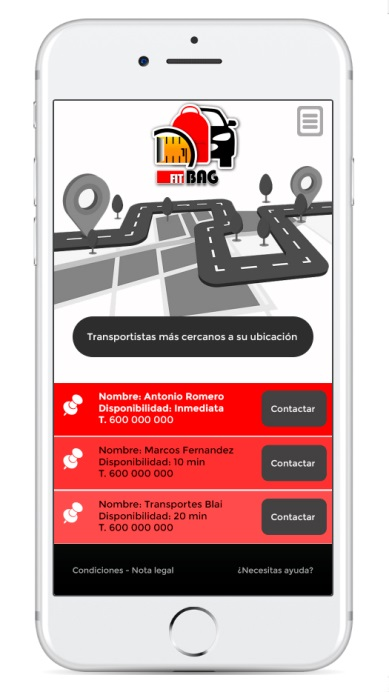 FIT BAG
Transportistas más cercanos a su ubicación
Nombre: Antonio Romero
Disponibilidad: Inmediata
T. 600 000 000
Contactar
Nombre: Marcos Fernandez
Disponibilidad: 10 min
T. 600 000 000
Contactar
Nombre: Transportes Blai
Disponibilidad: 20 min
T. 600 000 000
Contactar
Condiciones - Nota legal
¿Necesitas ayuda?